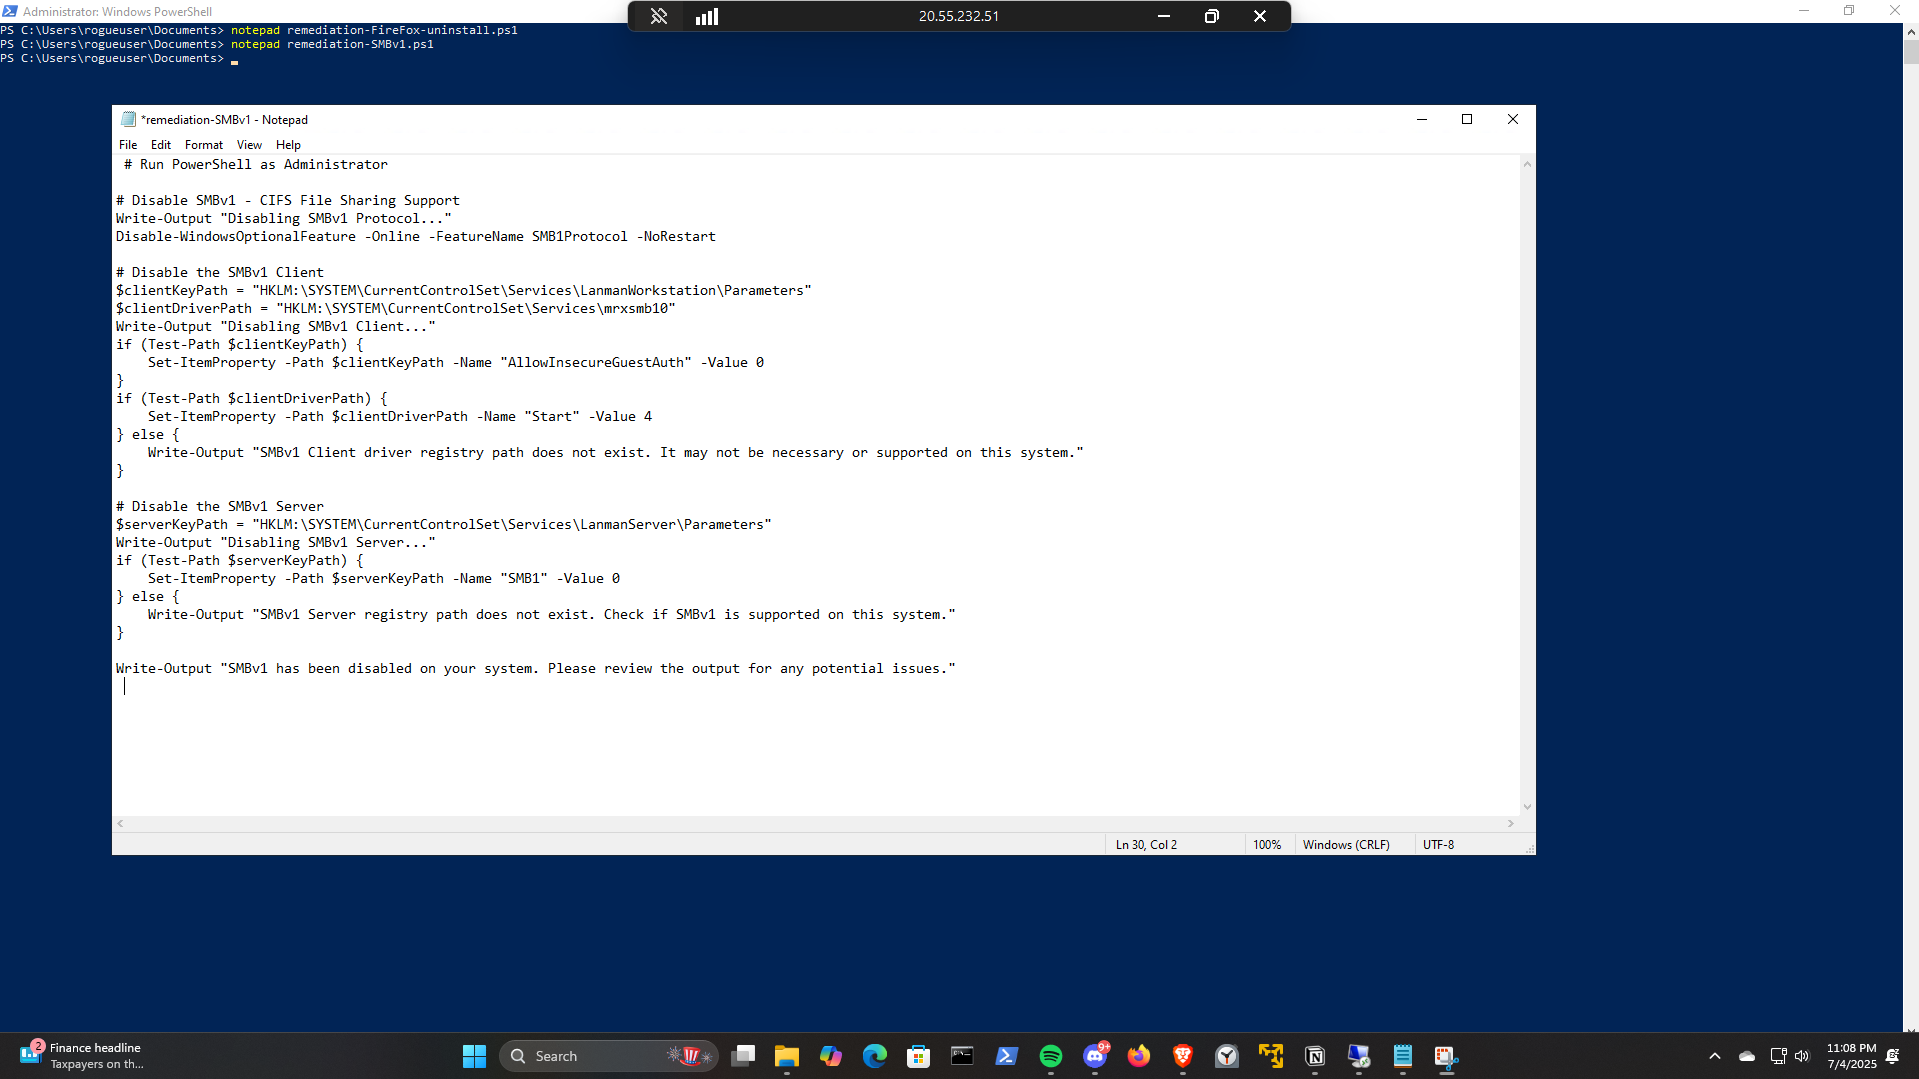 Administrator: Windows PowerShell
20.55.232.51
PS C:\Users\rogueuser\Documents> notepad remediation-FireFox-uninstall.ps1
PS C:\Users\rogueuser\Documents> notepad remediation-SMBv1.ps1
PS C:\Users\rogueuser\Documents>
*remediation-SMBv1 - Notepad
File Edit Format View Help
# Run PowerShell as Administrator
# Disable SMBv1 - CIFS File Sharing Support
Write-Output "Disabling SMBv1 Protocol..."
Disable-WindowsOptionalFeature -Online -FeatureName SMB1Protocol -NoRestart
# Disable the SMBv1 Client
$clientKeyPath = "HKLM:\SYSTEM\CurrentControlSet\Services\LanmanWorkstation\Parameters"
$clientDriverPath = "HKLM:\SYSTEM\CurrentControlSet\Services\mrxsmb10"
Write-Output "Disabling SMBv1 Client..."
if (Test-Path $clientKeyPath) {
    Set-ItemProperty -Path $clientKeyPath -Name "AllowInsecureGuestAuth" -Value 0
}
if (Test-Path $clientDriverPath) {
    Set-ItemProperty -Path $clientDriverPath -Name "Start" -Value 4
} else {
    Write-Output "SMBv1 Client driver registry path does not exist. It may not be necessary or supported on this system."
}
# Disable the SMBv1 Server
$serverKeyPath = "HKLM:\SYSTEM\CurrentControlSet\Services\LanmanServer\Parameters"
Write-Output "Disabling SMBv1 Server..."
if (Test-Path $serverKeyPath) {
    Set-ItemProperty -Path $serverKeyPath -Name "SMB1" -Value 0
} else {
    Write-Output "SMBv1 Server registry path does not exist. Check if SMBv1 is supported on this system."
}
Write-Output "SMBv1 has been disabled on your system. Please review the output for any potential issues."
Ln 30, Col 2 100% Windows (CRLF) UTF-8
2
Finance headline
Taxpayers on th...
Search
9+
11:08 PM
7/4/2025